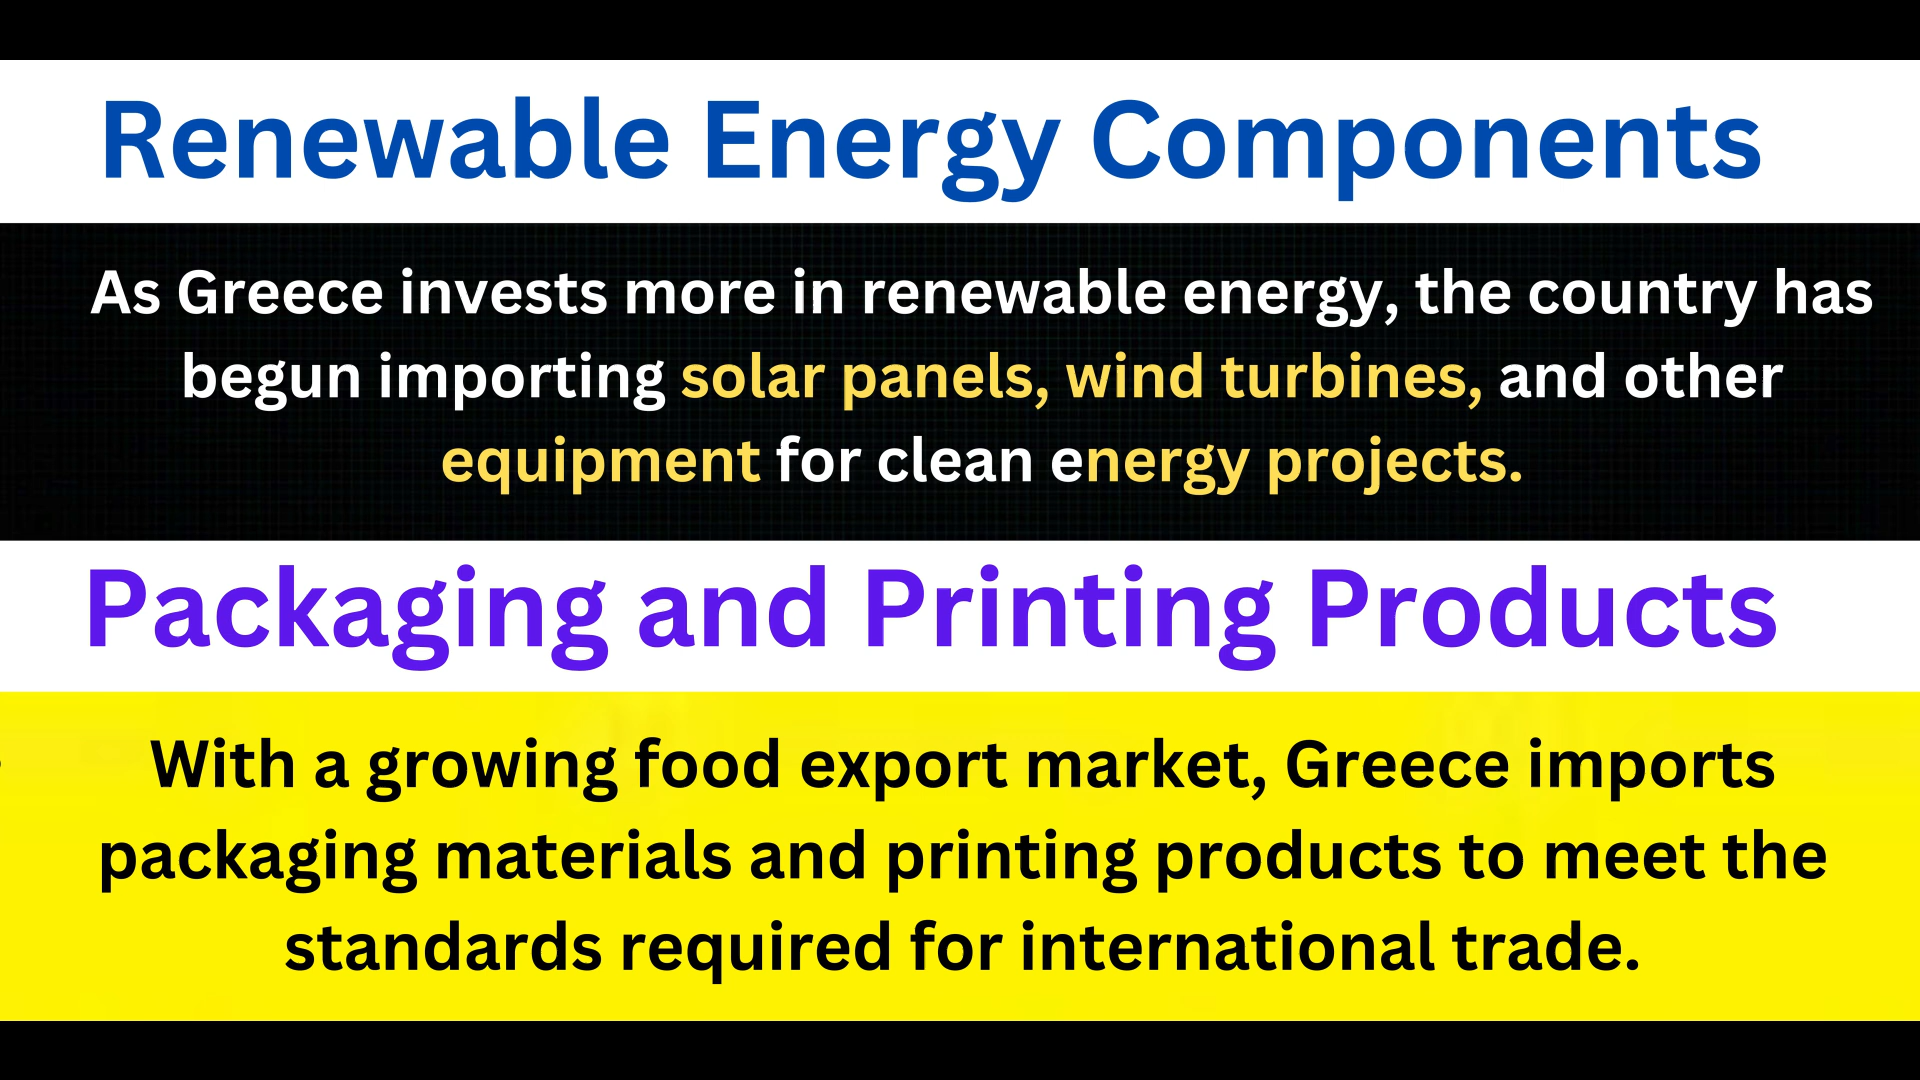 Renewable Energy Components
As Greece invests more in renewable energy, the country has
begun importing solar panels, wind turbines, and other
equipment for clean energy projects.
Packaging and Printing Products
With a growing food export market, Greece imports
packaging materials and printing products to meet the
standards required for international trade.